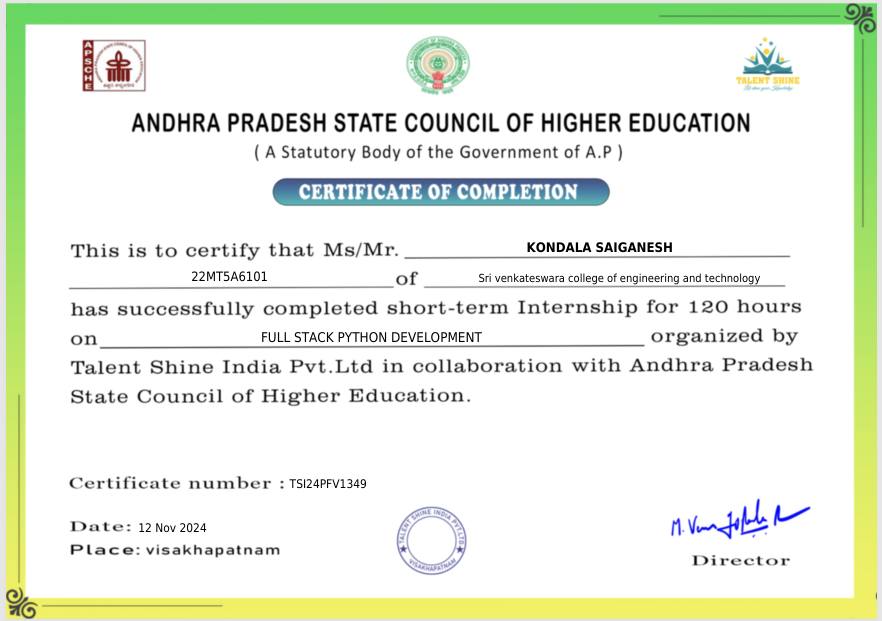 APSCHE
TALENT SHINE
ANDHRA PRADESH STATE COUNCIL OF HIGHER EDUCATION
( A Statutory Body of the Government of A.P )
CERTIFICATE OF COMPLETION
This is to certify that Ms/Mr. KONDALA SAIGANESH
22MT5A6101 of Sri venkateswara college of engineering and technology
has successfully completed short-term Internship for 120 hours
on FULL STACK PYTHON DEVELOPMENT organized by
Talent Shine India Pvt.Ltd in collaboration with Andhra Pradesh
State Council of Higher Education.
Certificate number : TSI24PFV1349
Date: 12 Nov 2024
Place: visakhapatnam
TALENT SHINE INDIA PVT.LTD
VISAKHAPATNAM
Director